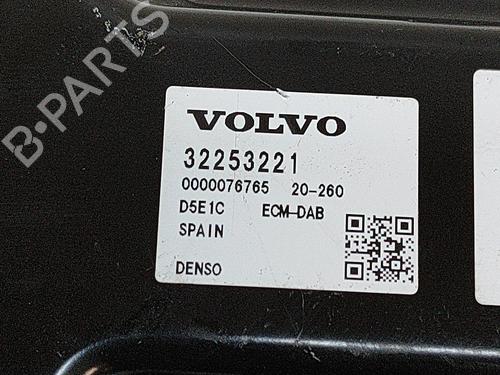 B-PARTS
VOLVO
32253221
0000076765 20-260
D5E1C ECM-DAB
SPAIN
DENSO